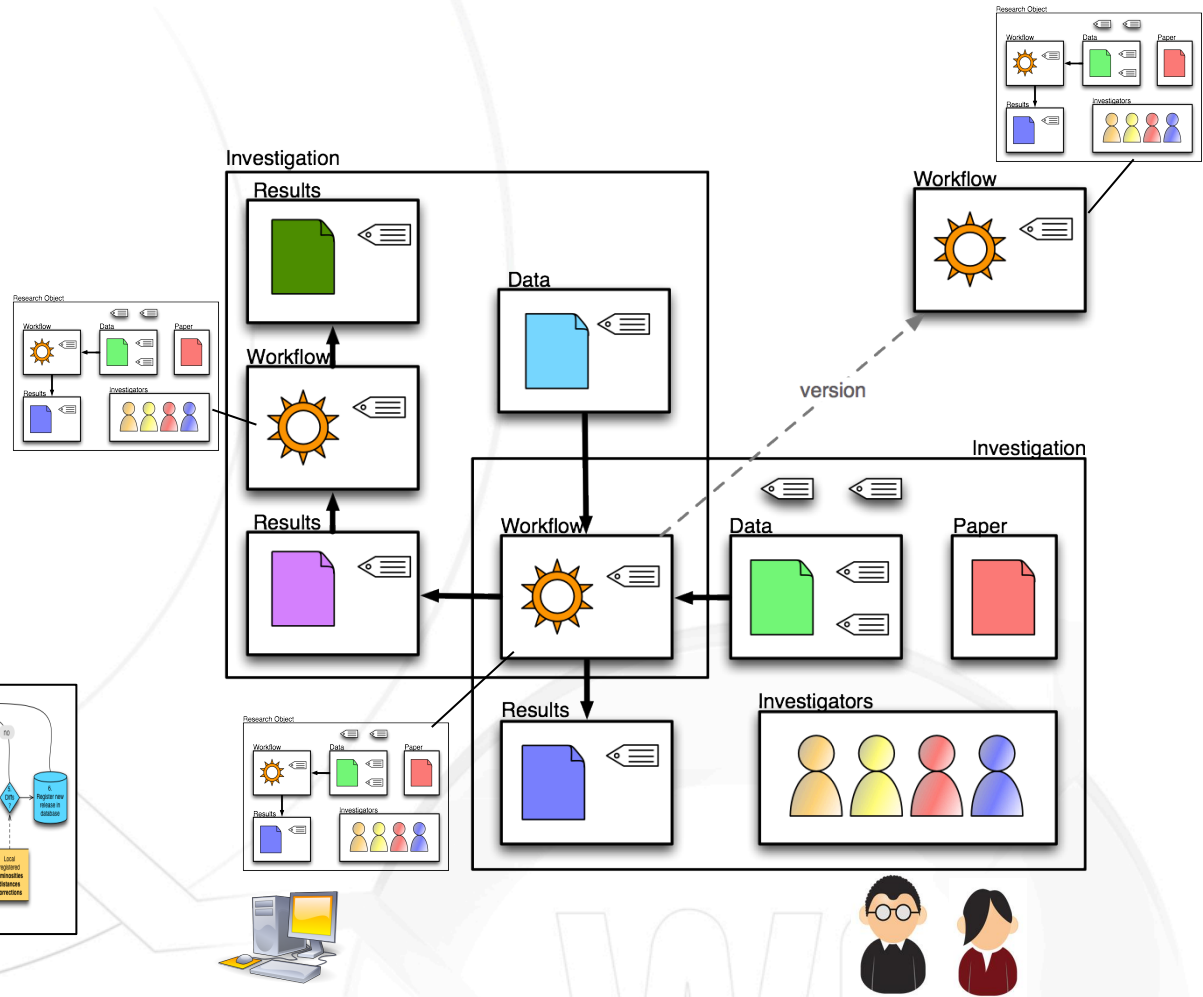 Research Object
Workflow
Data
Paper
Results
Investigators
Investigation
Results
Workflow
Data
Research Object
Workflow
Data
Paper
Results
Investigators
Workflow
version
Investigation
Results
Workflow
Data
Paper
Results
Investigators
Research Object
Workflow
Data
Paper
Results
Investigators
no
5.
6.
Register new
release in
database
Local
distances